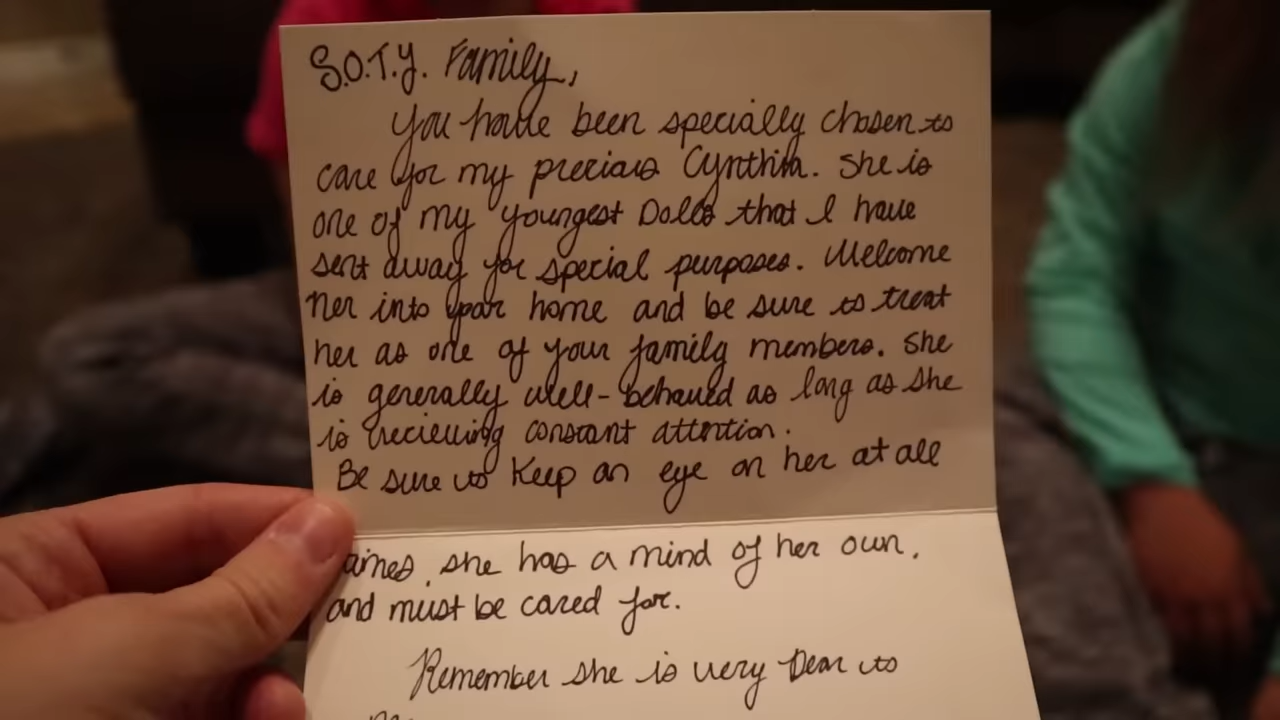 S.O.T.Y. Family,
You have been specially chosen to
care for my precious Cynthia. She is
one of my youngest Dolls that I have
sent away for special purposes. Welcome
her into your home and be sure to treat
her as one of your family members. She
is generally well-behaved as long as she
is recieving constant attention.
Be sure to keep an eye on her at all
times, she has a mind of her own,
and must be cared for.
Remember she is very Dear to